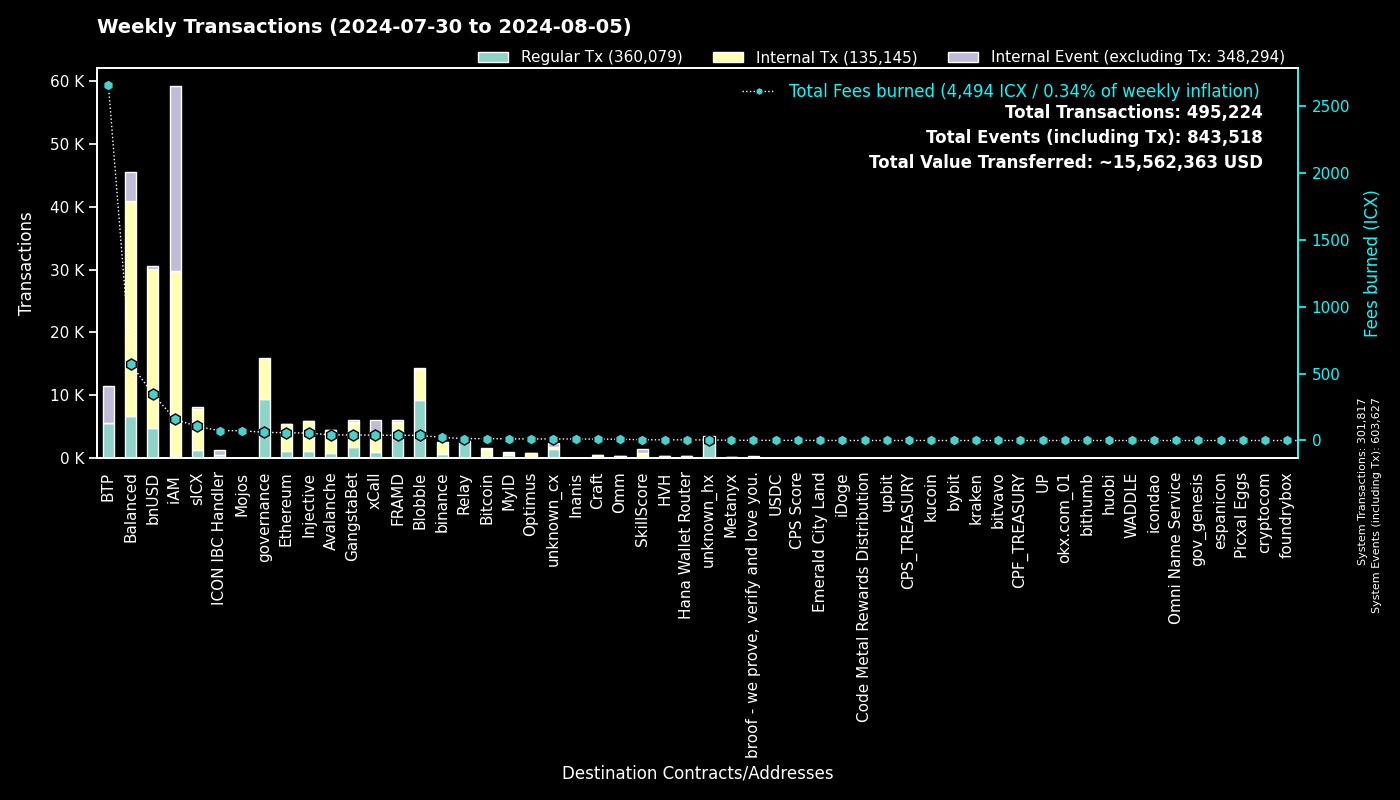 Weekly Transactions (2024-07-30 to 2024-08-05)
Regular Tx (360,079)
Internal Tx (135,145)
Internal Event (excluding Tx: 348,294)
Total Fees burned (4,494 ICX / 0.34% of weekly inflation)
Total Transactions: 495,224
Total Events (including Tx): 843,518
Total Value Transferred: ~15,562,363 USD
Transactions
60 K
50 K
40 K
30 K
20 K
10 K
0 K
Fees burned (ICX)
2500
2000
1500
1000
500
0
System Transactions: 301,817
System Events (including Tx): 603,627
BTP
Balanced
bnUSD
iAM
sICX
ICON IBC Handler
Mojos
governance
Ethereum
Injective
Avalanche
GangstaBet
xCall
FRAMD
Blobble
binance
Relay
Bitcoin
MyID
Optimus
unknown_cx
Inanis
Craft
Omm
SkillScore
HVH
Hana Wallet Router
unknown_hx
Metanyx
broof - we prove, verify and love you.
USDC
CPS Score
Emerald City Land
iDoge
Code Metal Rewards Distribution
upbit
CPS_TREASURY
kucoin
bybit
kraken
bitvavo
CPF_TREASURY
UP
okx.com_01
bithumb
huobi
WADDLE
icondao
Omni Name Service
gov_genesis
espanicon
Picxal Eggs
cryptocom
foundrybox
Destination Contracts/Addresses